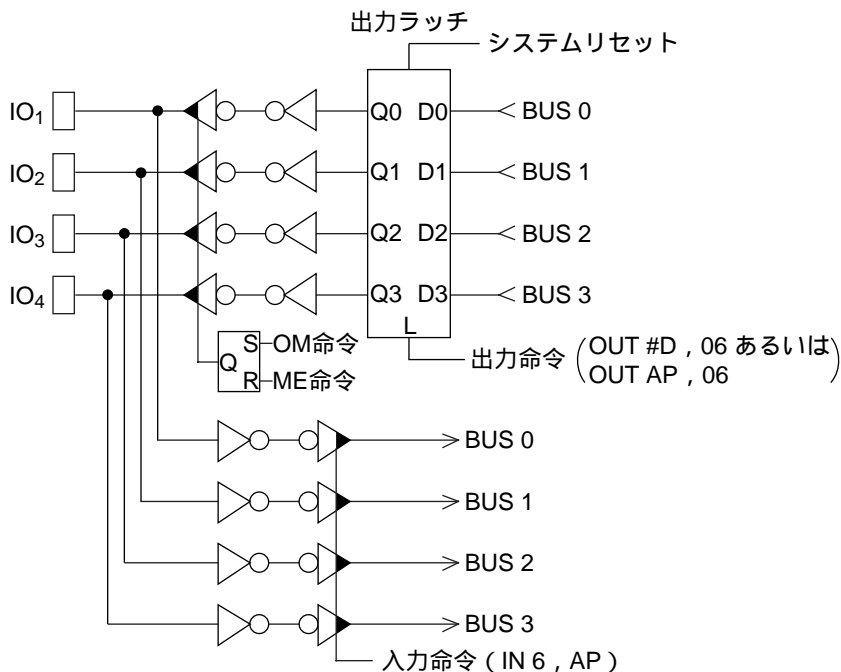 出力ラッチ
システムリセット
IO1 Q0 D0 BUS 0
IO2 Q1 D1 BUS 1
IO3 Q2 D2 BUS 2
IO4 Q3 D3 BUS 3
L
S OM命令
Q
R ME命令
出力命令 (OUT #D , 06 あるいは
OUT AP , 06)
BUS 0
BUS 1
BUS 2
BUS 3
入力命令 ( IN 6 , AP )